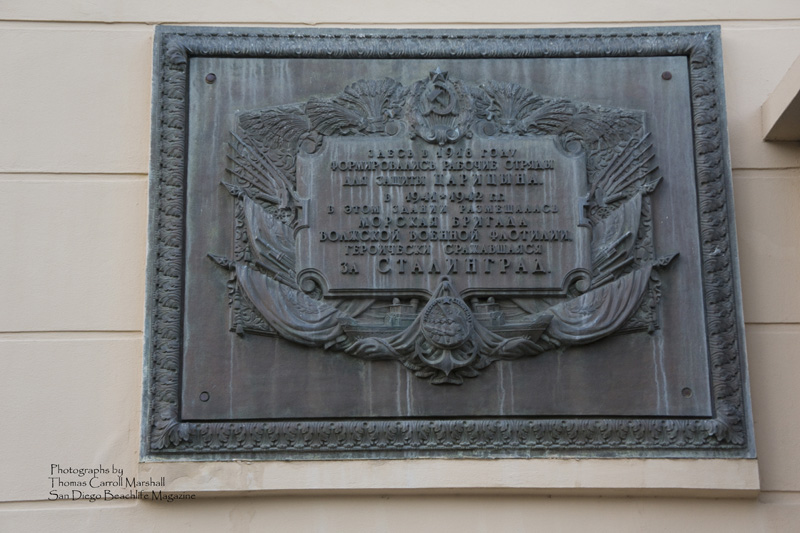 ЗДЕСЬ В 1918 ГОДУ
ФОРМИРОВАЛИСЬ РАБОЧИЕ ОТРЯДЫ
ДЛЯ ЗАЩИТЫ ЦАРИЦЫНА.
В 1941-1942 ГГ.
В ЭТОМ ЗДАНИИ РАЗМЕЩАЛАСЬ
МОРСКАЯ БРИГАДА
ВОЛЖСКОЙ ВОЕННОЙ ФЛОТИЛИИ,
ГЕРОИЧЕСКИ СРАЖАВШАЯСЯ
ЗА СТАЛИНГРАД.
Photographs by
Thomas Carroll Marshall
San Diego Beachlife Magazine